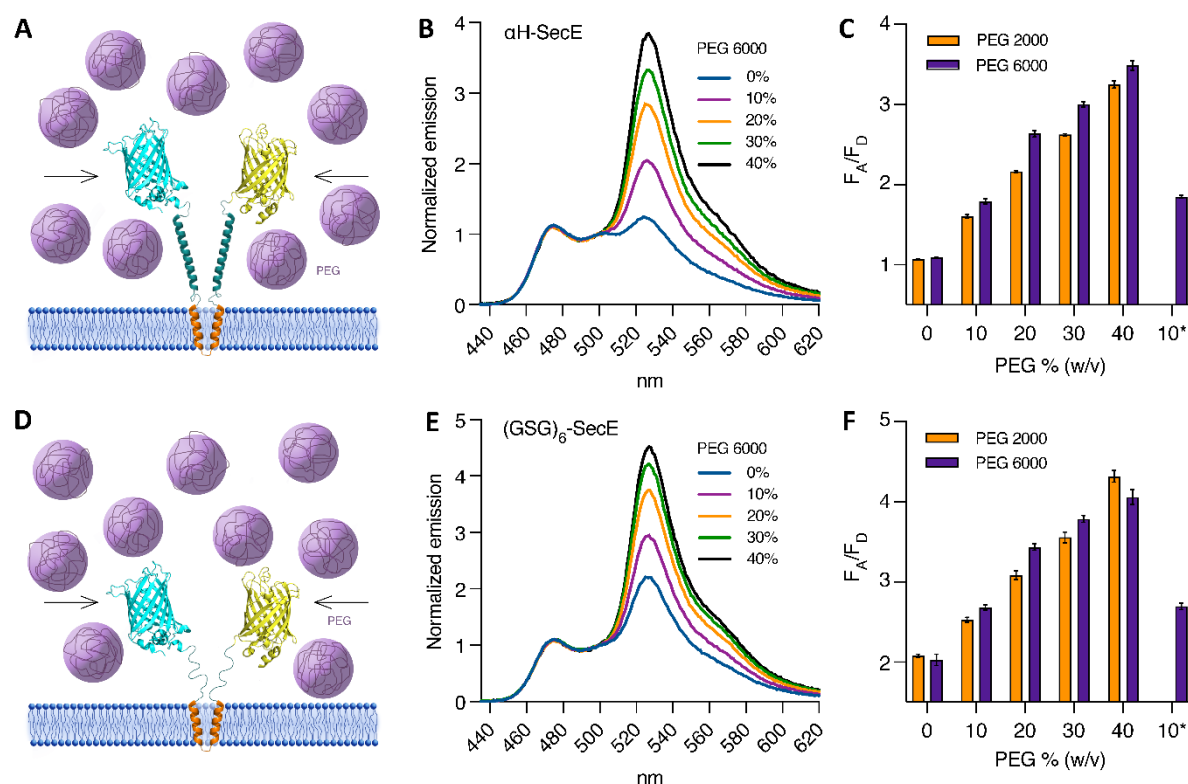 A
PEG
B
αH-SecE
PEG 6000
0%
10%
20%
30%
40%
Normalized emission
4
3
2
1
0
440 460 480 500 520 540 560 580 600 620
nm
C
PEG 2000
PEG 6000
F_A/F_D
4
3
2
1
0 10 20 30 40 10*
PEG % (w/v)
D
PEG
E
(GSG)₆-SecE
PEG 6000
0%
10%
20%
30%
40%
Normalized emission
5
4
3
2
1
0
440 460 480 500 520 540 560 580 600 620
nm
F
PEG 2000
PEG 6000
F_A/F_D
5
4
3
2
0 10 20 30 40 10*
PEG % (w/v)